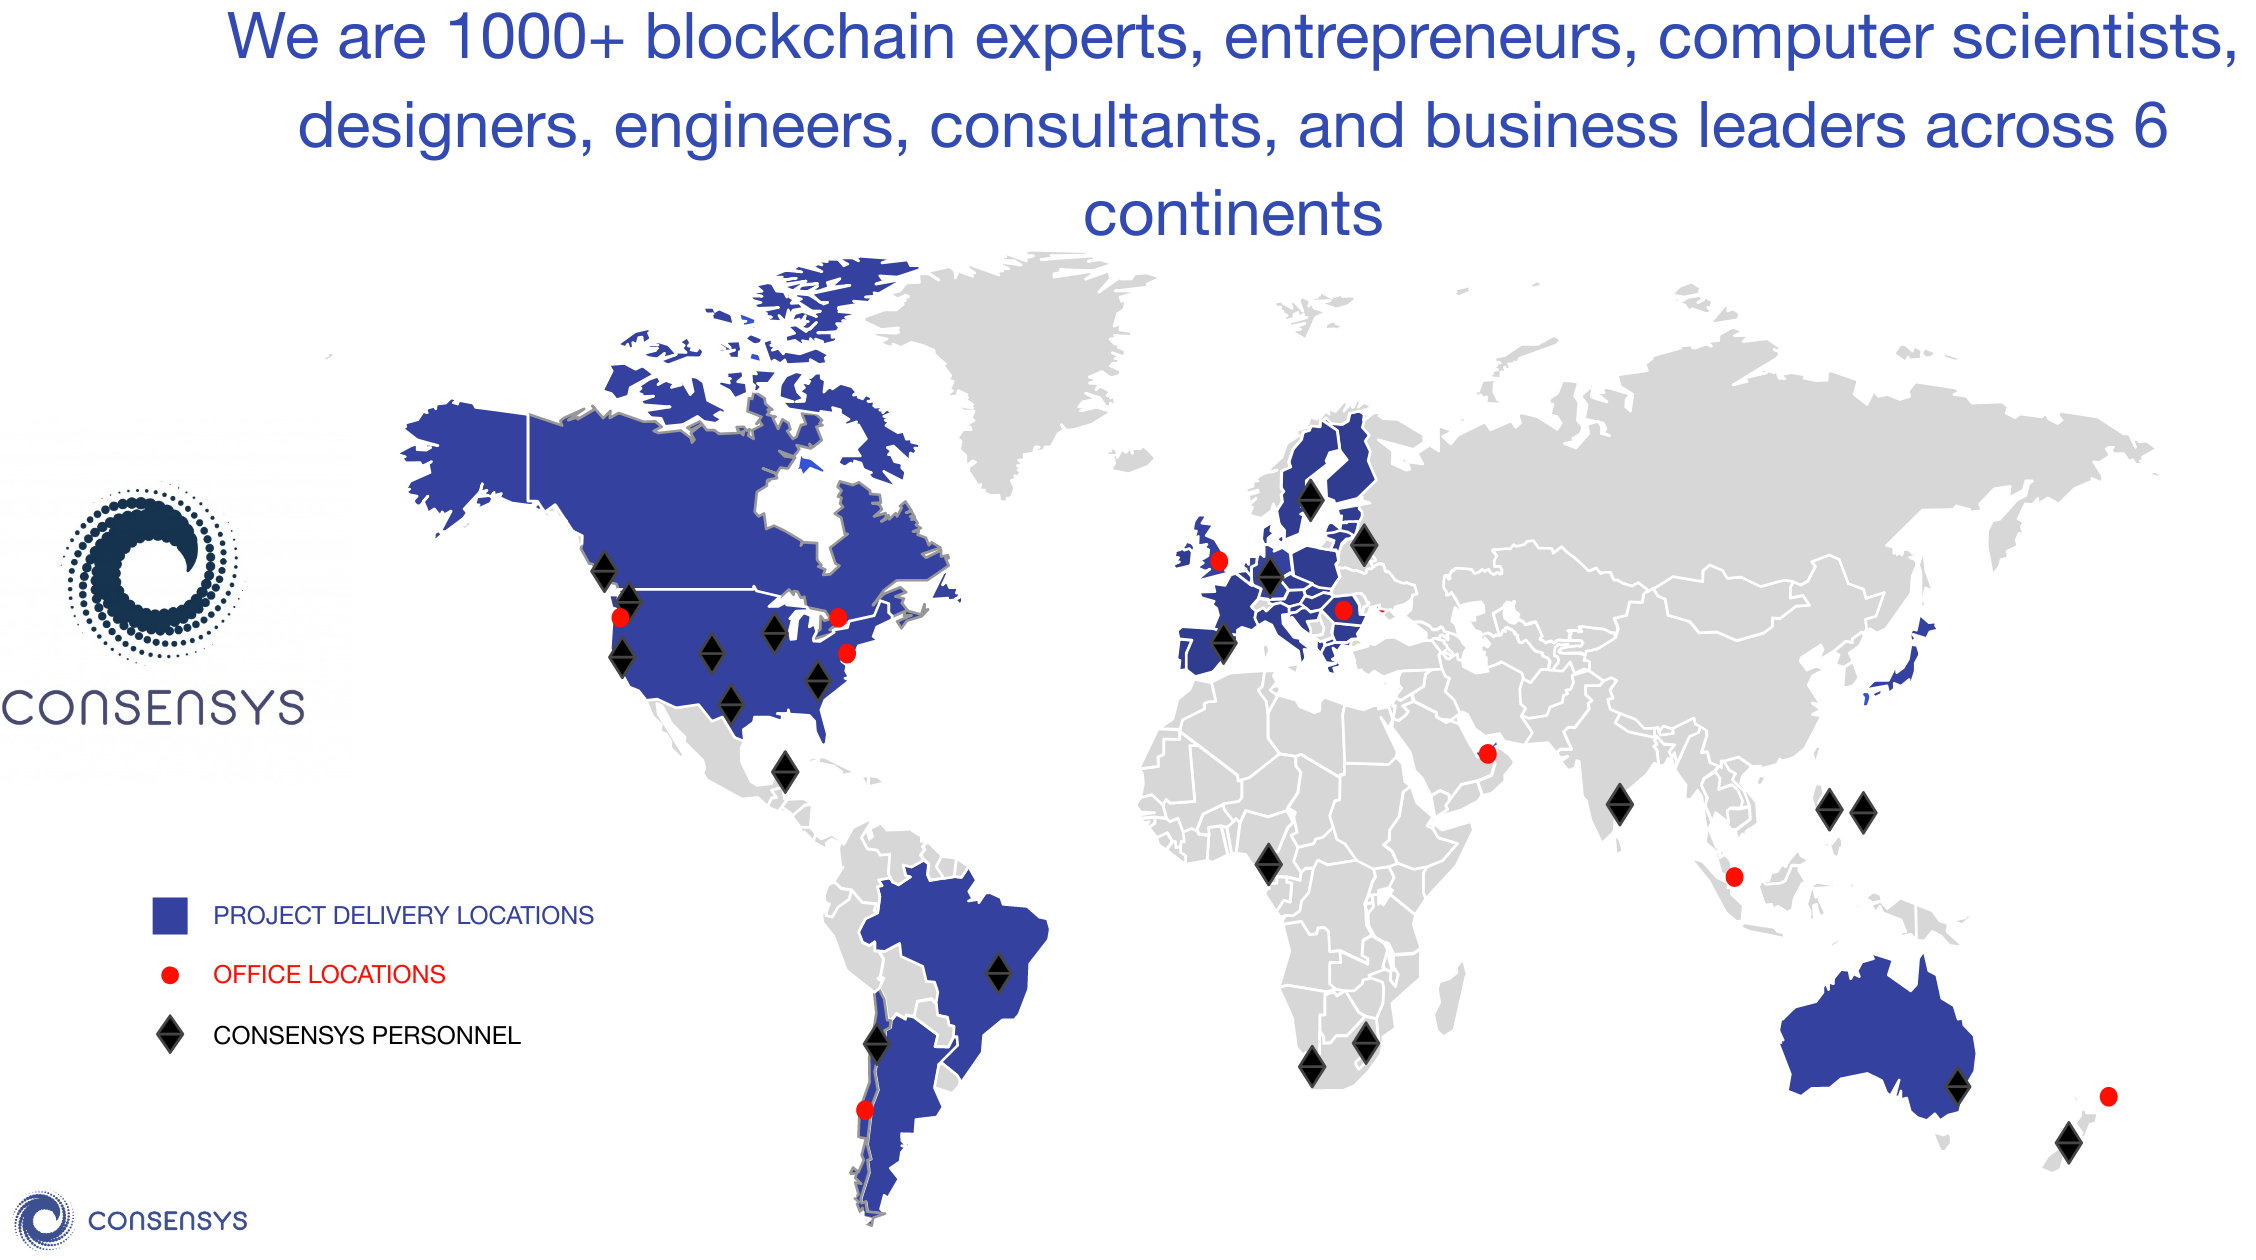 We are 1000+ blockchain experts, entrepreneurs, computer scientists,
designers, engineers, consultants, and business leaders across 6
continents
CONSENSYS
PROJECT DELIVERY LOCATIONS
OFFICE LOCATIONS
CONSENSYS PERSONNEL
CONSENSYS